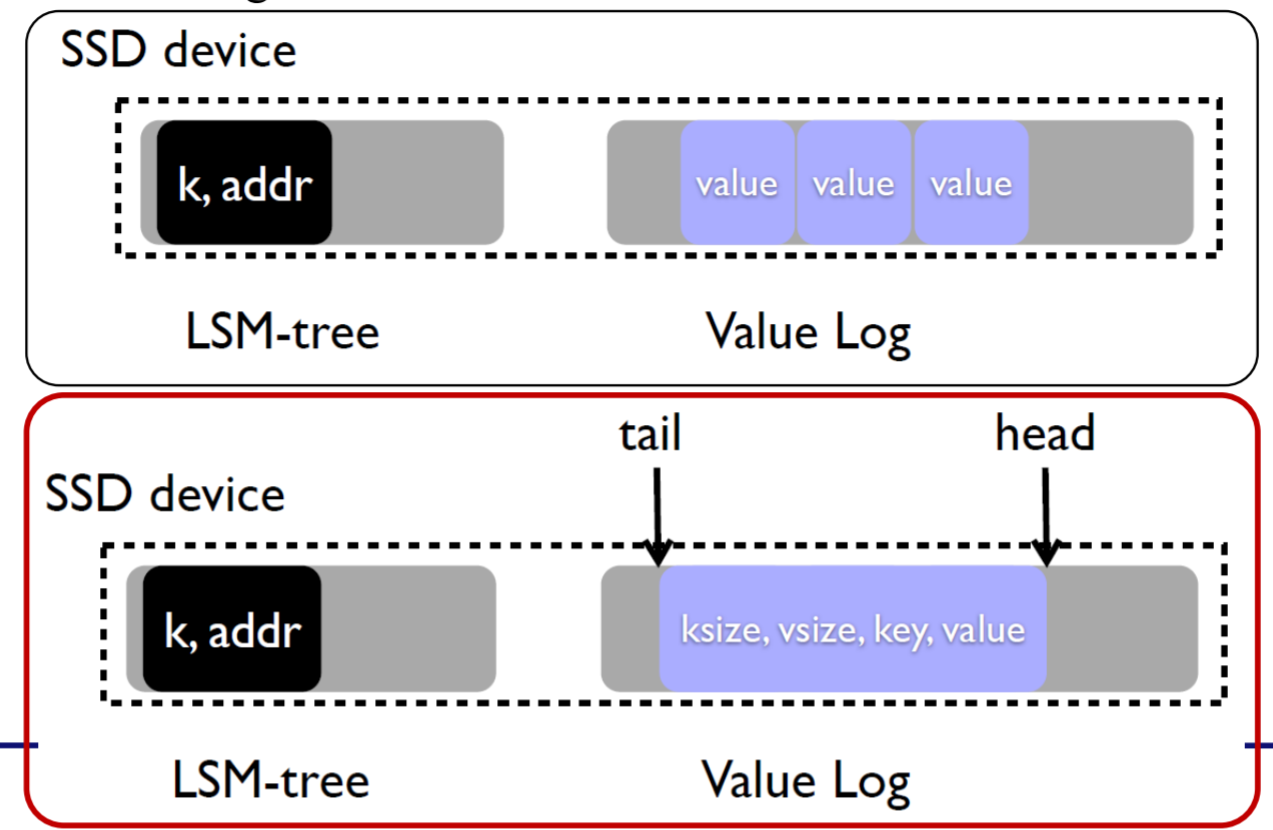 SSD device
k, addr
value value value
LSM-tree
Value Log
tail
head
SSD device
k, addr
ksize, vsize, key, value
LSM-tree
Value Log